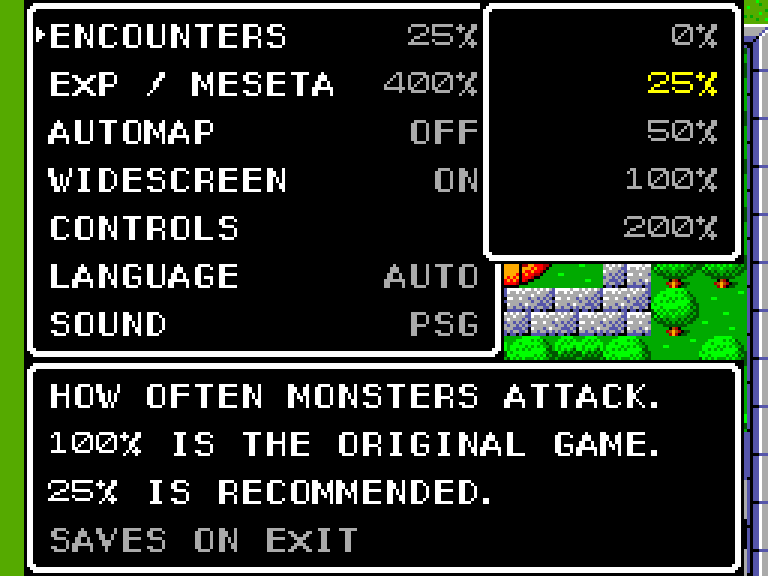 ENCOUNTERS 25%
EXP / MESETA 400%
AUTOMAP OFF
WIDESCREEN ON
CONTROLS
LANGUAGE AUTO
SOUND PSG
0%
25%
50%
100%
200%
HOW OFTEN MONSTERS ATTACK.
100% IS THE ORIGINAL GAME.
25% IS RECOMMENDED.
SAVES ON EXIT